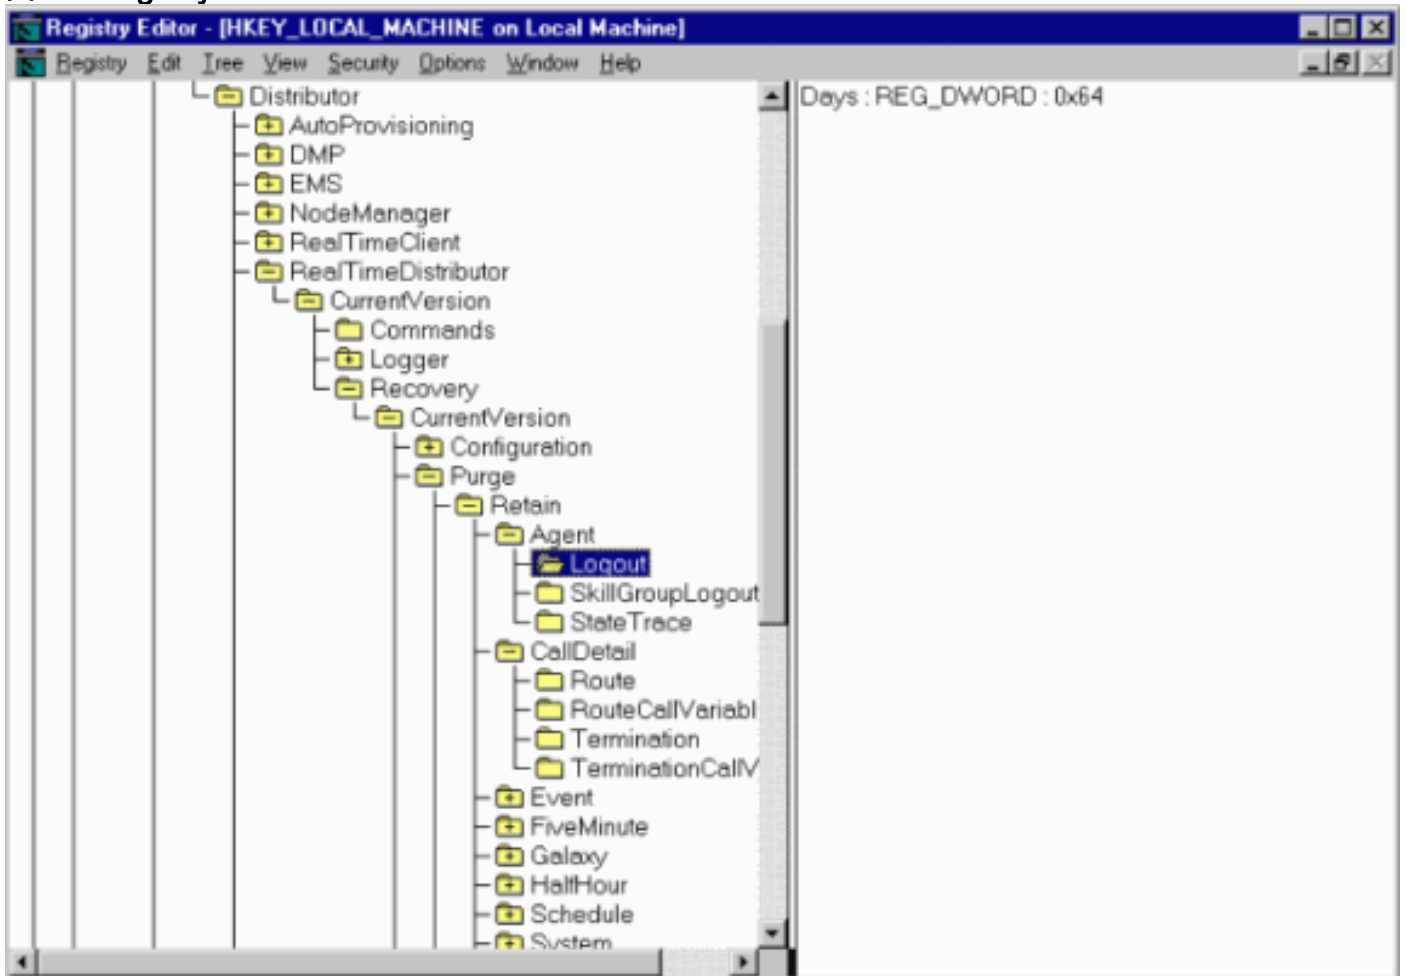 Registry Editor - [HKEY_LOCAL_MACHINE on Local Machine]
Registry Edit Tree View Security Options Window Help
Distributor
AutoProvisioning
DMP
EMS
NodeManager
RealTimeClient
RealTimeDistributor
CurrentVersion
Commands
Logger
Recovery
CurrentVersion
Configuration
Purge
Retain
Agent
Logout
SkillGroupLogout
StateTrace
CallDetail
Route
RouteCallVariabl
Termination
TerminationCallV
Event
FiveMinute
Galaxy
HalfHour
Schedule
System
Days : REG_DWORD : 0x64